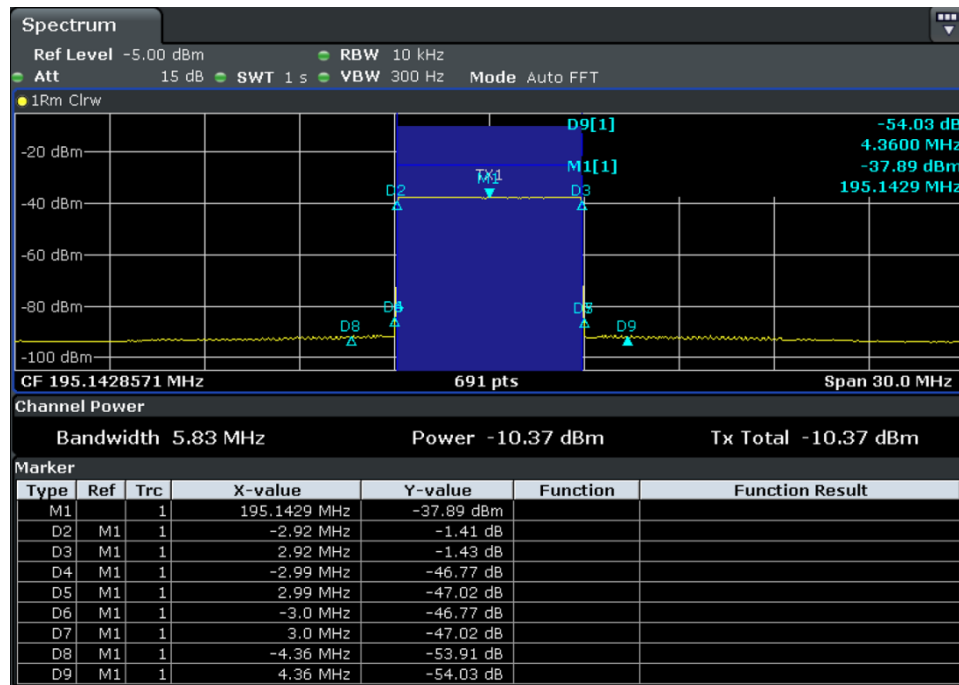 Spectrum
Ref Level -5.00 dBm RBW 10 kHz
Att 15 dB SWT 1 s VBW 300 Hz Mode Auto FFT
1Rm Clrw
D9[1] -54.03 dB
4.3600 MHz
M1[1] -37.89 dBm
195.1429 MHz
-20 dBm
-40 dBm
-60 dBm
-80 dBm
-100 dBm
TX1
M1
D2
D3
D8
D9
CF 195.1428571 MHz 691 pts Span 30.0 MHz
Channel Power
Bandwidth 5.83 MHz Power -10.37 dBm Tx Total -10.37 dBm
Marker
Type Ref Trc X-value Y-value Function Function Result
M1 1 195.1429 MHz -37.89 dBm
D2 M1 1 -2.92 MHz -1.41 dB
D3 M1 1 2.92 MHz -1.43 dB
D4 M1 1 -2.99 MHz -46.77 dB
D5 M1 1 2.99 MHz -47.02 dB
D6 M1 1 -3.0 MHz -46.77 dB
D7 M1 1 3.0 MHz -47.02 dB
D8 M1 1 -4.36 MHz -53.91 dB
D9 M1 1 4.36 MHz -54.03 dB